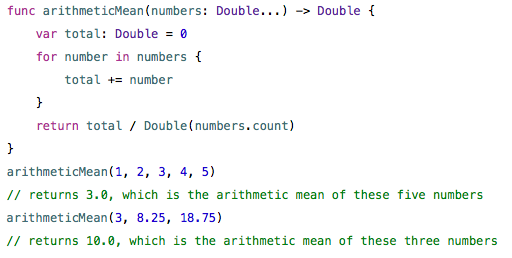 func arithmeticMean(numbers: Double...) -> Double {
    var total: Double = 0
    for number in numbers {
        total += number
    }
    return total / Double(numbers.count)
}
arithmeticMean(1, 2, 3, 4, 5)
// returns 3.0, which is the arithmetic mean of these five numbers
arithmeticMean(3, 8.25, 18.75)
// returns 10.0, which is the arithmetic mean of these three numbers